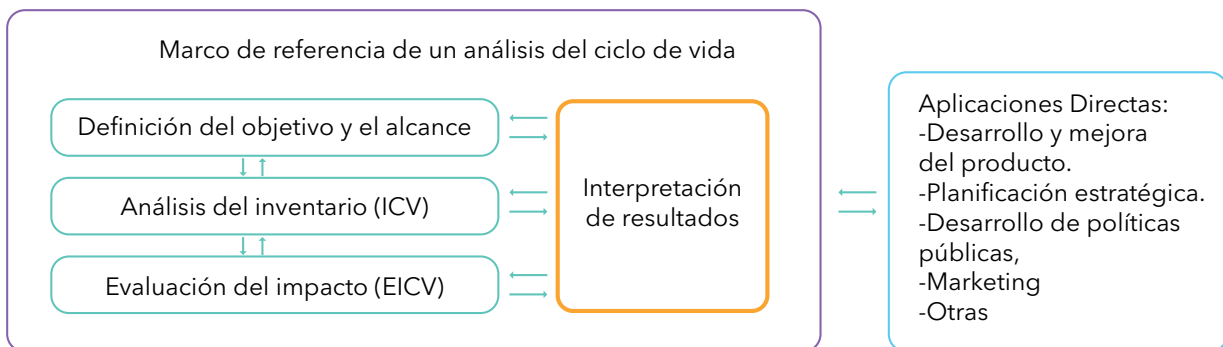 Marco de referencia de un análisis del ciclo de vida
Definición del objetivo y el alcance
Análisis del inventario (ICV)
Evaluación del impacto (EICV)
Interpretación
de resultados
Aplicaciones Directas:
-Desarrollo y mejora
del producto.
-Planificación estratégica.
-Desarrollo de políticas
públicas,
-Marketing
-Otras